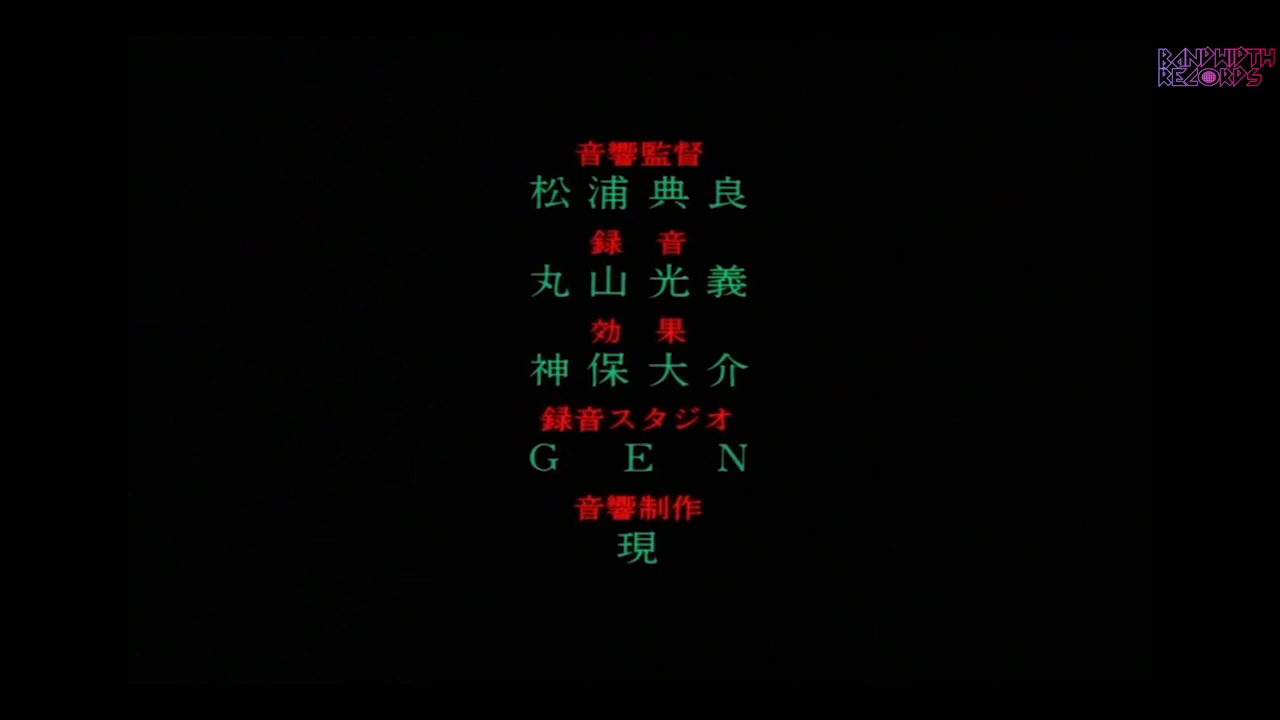 BANDWIDTH
RECORDS
音響監督
松浦典良
録　音
丸山光義
効　果
神保大介
録音スタジオ
G E N
音響制作
現